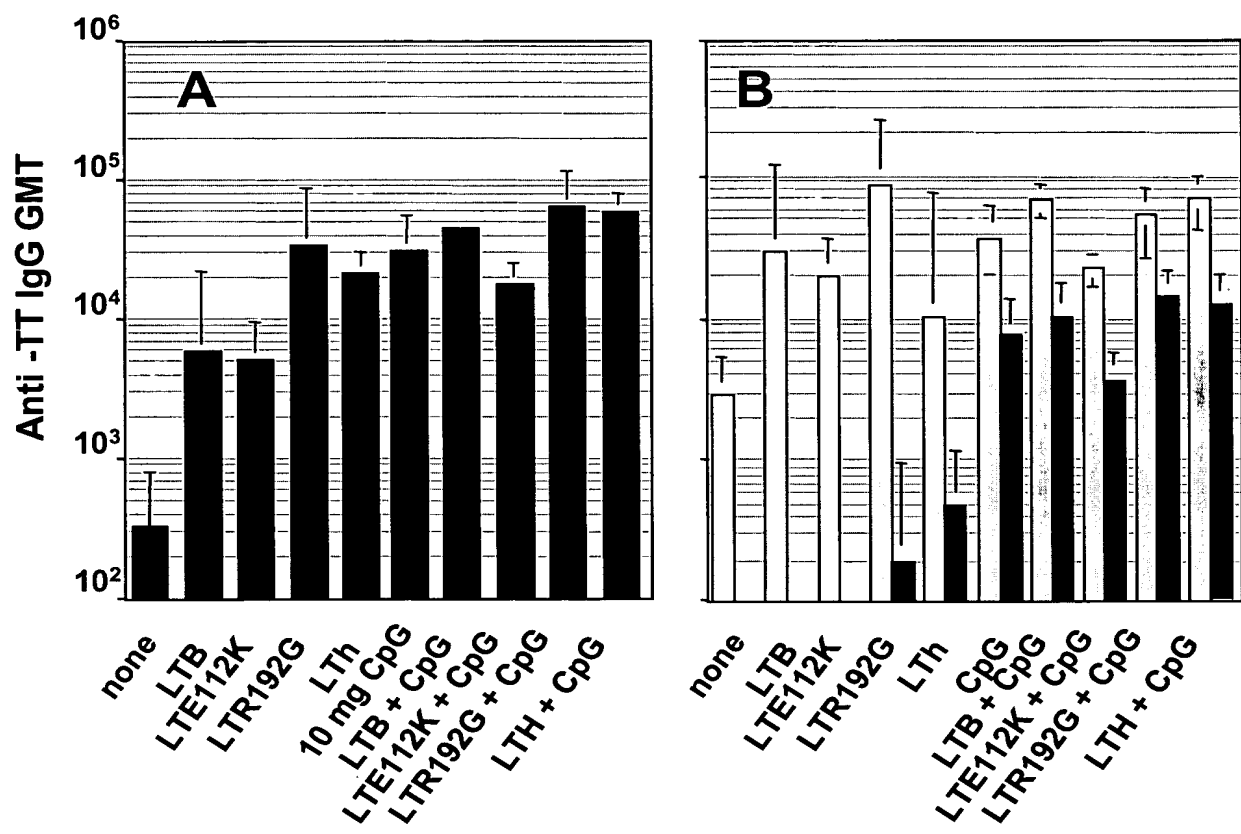 Anti -TT IgG GMT
10⁶
10⁵
10⁴
10³
10²
A
B
none
LTB
LTE112K
LTR192G
LTh
10 mg CpG
LTB + CpG
LTE112K + CpG
LTR192G + CpG
LTH + CpG
none
LTB
LTE112K
LTR192G
LTh
CpG
LTB + CpG
LTE112K + CpG
LTR192G + CpG
LTH + CpG